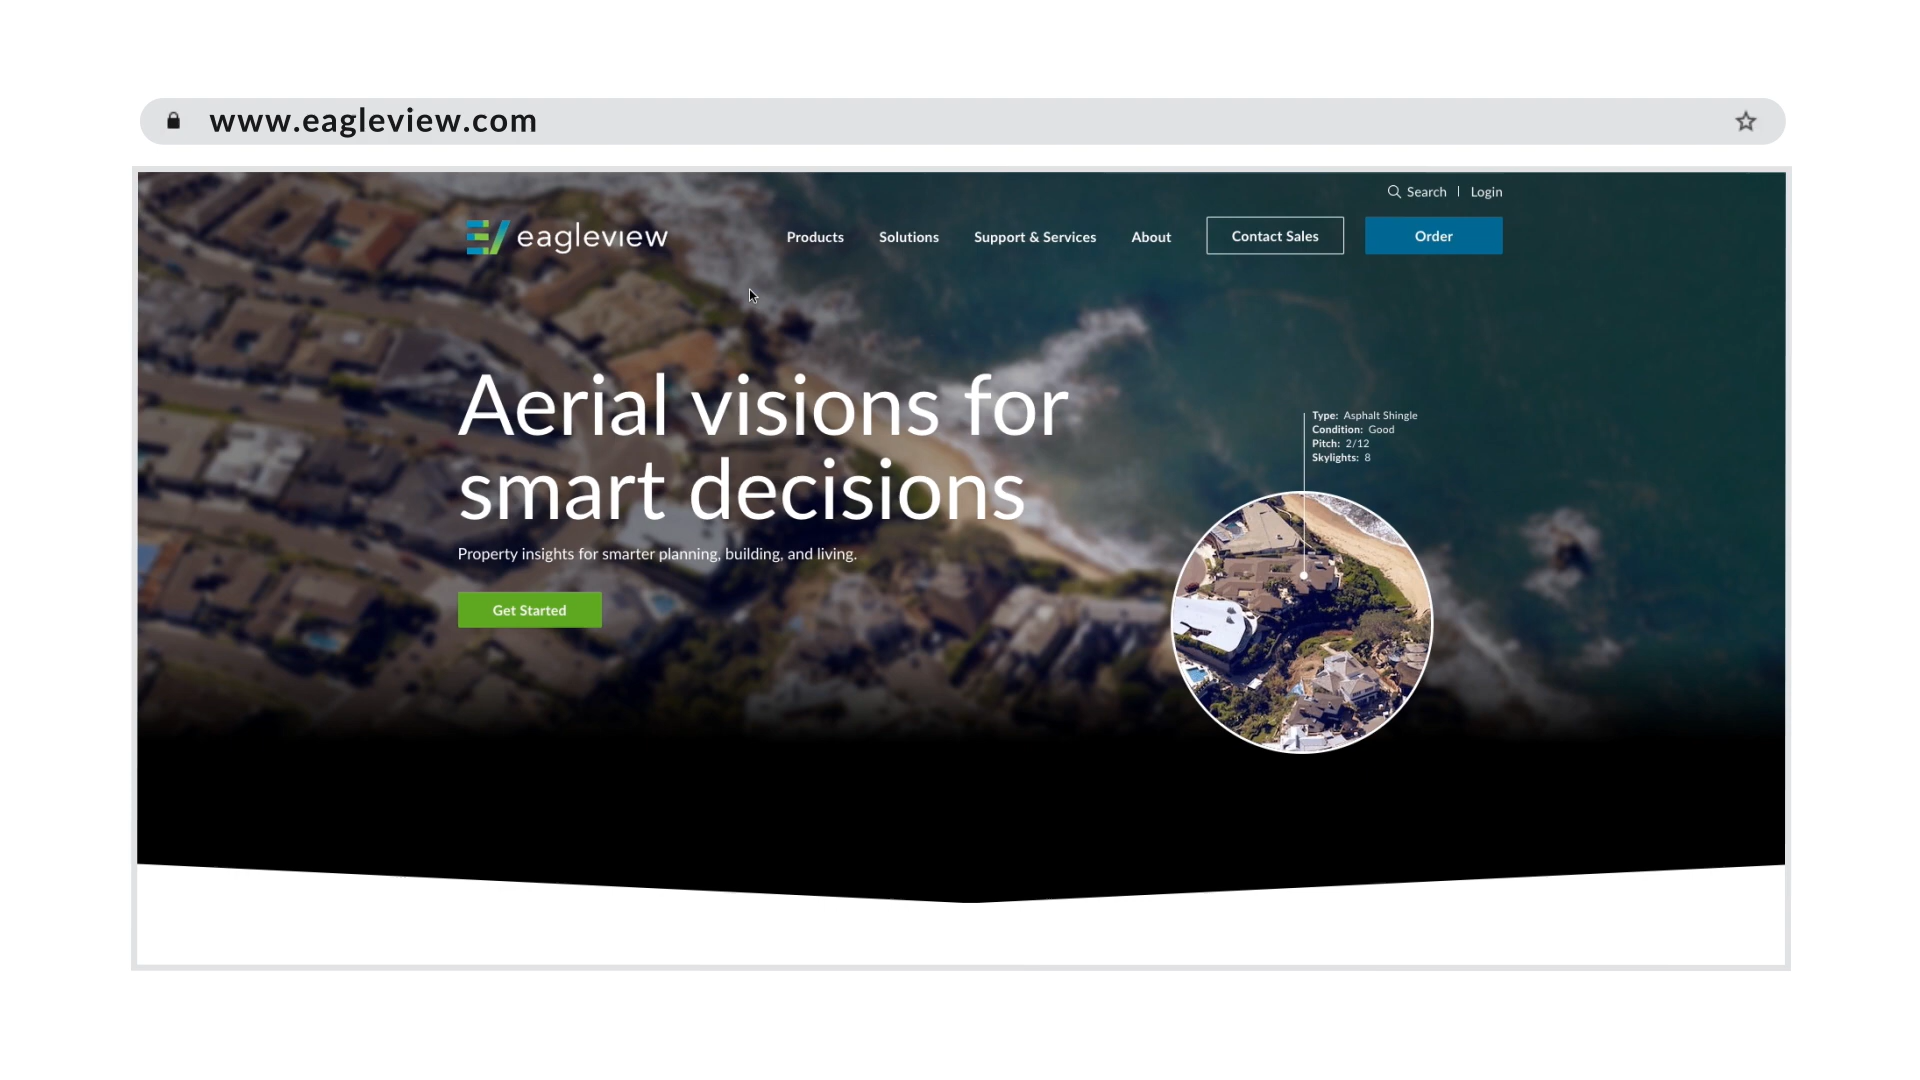 www.eagleview.com
Search | Login
eagleview
Products Solutions Support & Services About Contact Sales Order
Aerial visions for
smart decisions
Property insights for smarter planning, building, and living.
Get Started
Type: Asphalt Shingle
Condition: Good
Pitch: 2/12
Skylights: 8